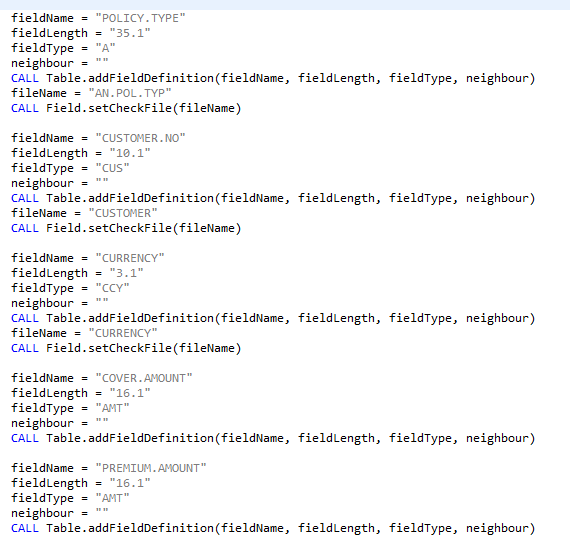 fieldName = "POLICY.TYPE"
fieldLength = "35.1"
fieldType = "A"
neighbour = ""
CALL Table.addFieldDefinition(fieldName, fieldLength, fieldType, neighbour)
fileName = "AN.POL.TYP"
CALL Field.setCheckFile(fileName)

fieldName = "CUSTOMER.NO"
fieldLength = "10.1"
fieldType = "CUS"
neighbour = ""
CALL Table.addFieldDefinition(fieldName, fieldLength, fieldType, neighbour)
fileName = "CUSTOMER"
CALL Field.setCheckFile(fileName)

fieldName = "CURRENCY"
fieldLength = "3.1"
fieldType = "CCY"
neighbour = ""
CALL Table.addFieldDefinition(fieldName, fieldLength, fieldType, neighbour)
fileName = "CURRENCY"
CALL Field.setCheckFile(fileName)

fieldName = "COVER.AMOUNT"
fieldLength = "16.1"
fieldType = "AMT"
neighbour = ""
CALL Table.addFieldDefinition(fieldName, fieldLength, fieldType, neighbour)

fieldName = "PREMIUM.AMOUNT"
fieldLength = "16.1"
fieldType = "AMT"
neighbour = ""
CALL Table.addFieldDefinition(fieldName, fieldLength, fieldType, neighbour)